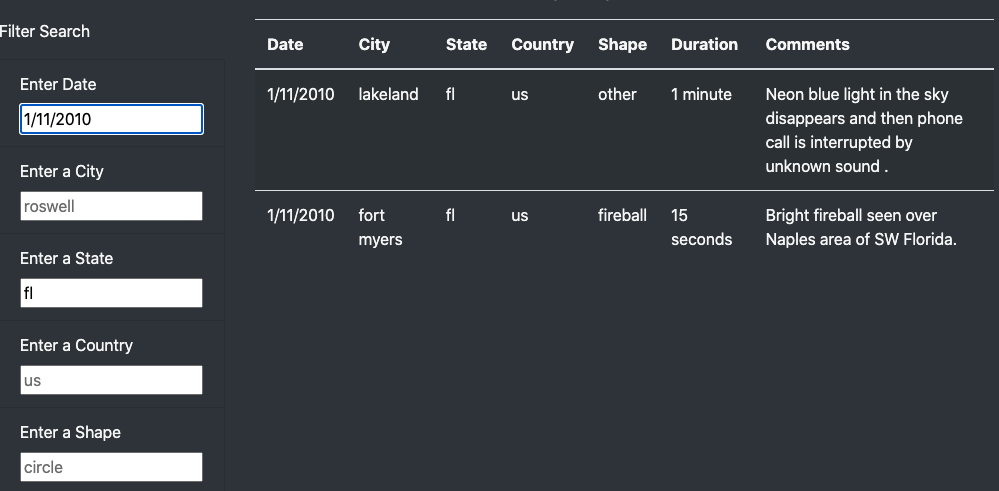 Filter Search
Enter Date
1/11/2010
Enter a City
roswell
Enter a State
fl
Enter a Country
us
Enter a Shape
circle
Date City State Country Shape Duration Comments
1/11/2010 lakeland fl us other 1 minute Neon blue light in the sky
disappears and then phone
call is interrupted by
unknown sound .
1/11/2010 fort fl us fireball 15 Bright fireball seen over
myers seconds Naples area of SW Florida.